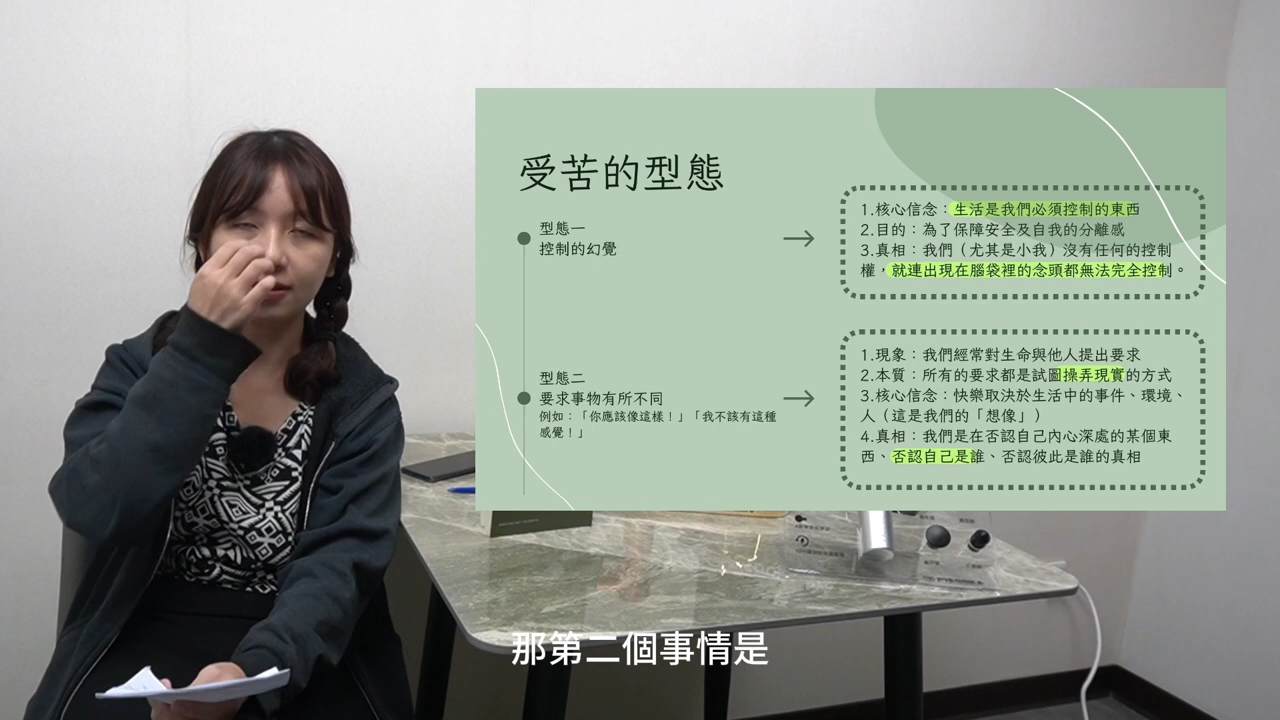 受苦的型態
型態一
控制的幻覺
1.核心信念：生活是我們必須控制的東西
2.目的：為了保障安全及自我的分離感
3.真相：我們（尤其是小我）沒有任何的控制
權，就連出現在腦袋裡的念頭都無法完全控制。
型態二
要求事物有所不同
例如：「你應該像這樣！」「我不該有這種
感覺！」
1.現象：我們經常對生命與他人提出要求
2.本質：所有的要求都是試圖操弄現實的方式
3.核心信念：快樂取決於生活中的事件、環境、
人（這是我們的「想像」）
4.真相：我們是在否認自己內心深處的某個東
西、否認自己是誰、否認彼此是誰的真相
那第二個事情是